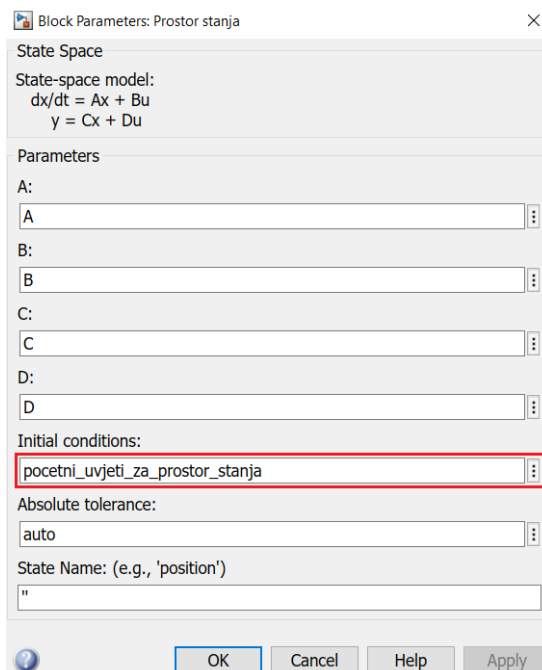 Block Parameters: Prostor stanja
State Space
State-space model:
dx/dt = Ax + Bu
y = Cx + Du
Parameters
A:
A
B:
B
C:
C
D:
D
Initial conditions:
pocetni_uvjeti_za_prostor_stanja
Absolute tolerance:
auto
State Name: (e.g., 'position')
''
OK Cancel Help Apply